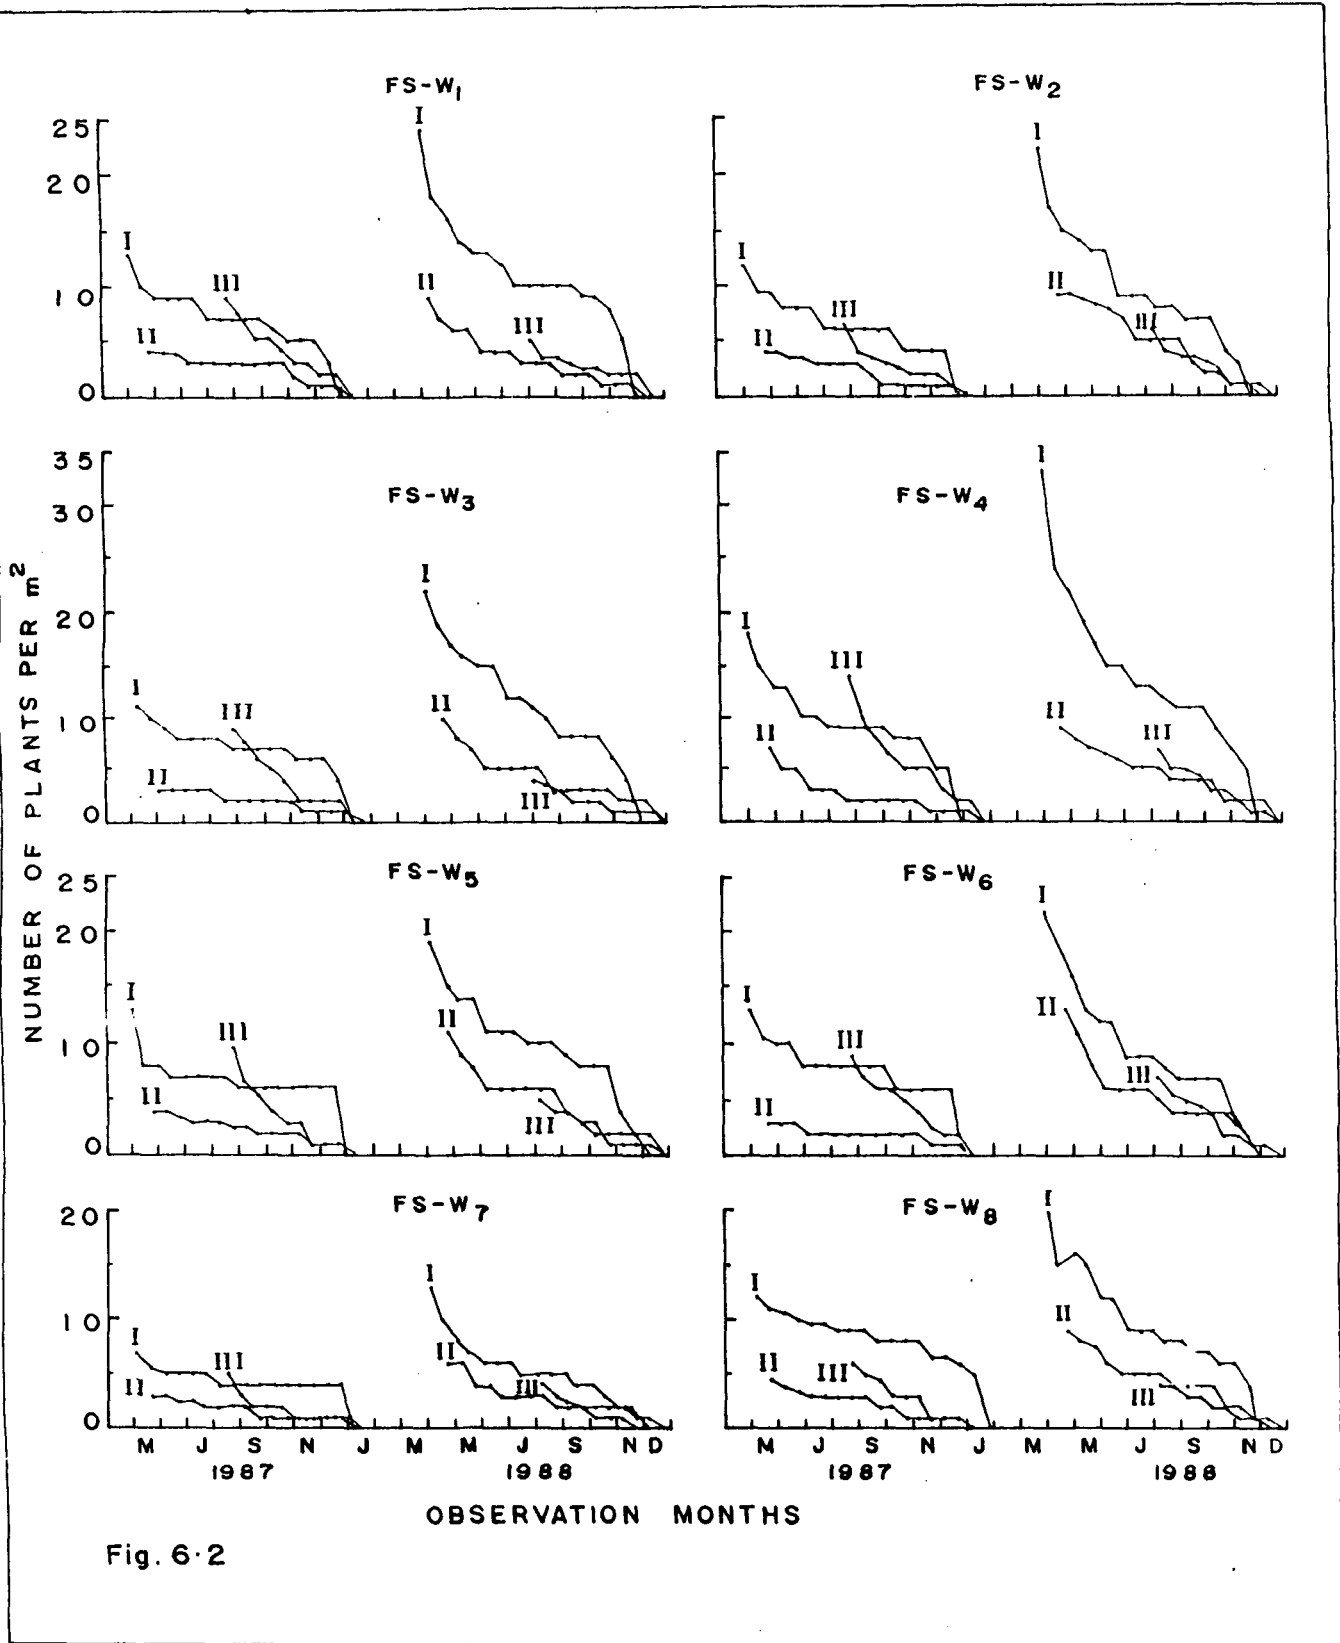 FS-W1
FS-W2
25
20
10
0
I
II
III
I
II
III
I
II
III
I
II
III
FS-W3
FS-W4
35
30
20
10
0
I
II
III
I
II
III
I
II
III
I
II
III
NUMBER OF PLANTS PER m²
FS-W5
FS-W6
25
20
10
0
I
II
III
I
II
III
I
II
III
I
II
III
FS-W7
FS-W8
20
10
0
I
II
III
I
II
III
I
II
III
I
II
III
M J S N J M M J S N D
M J S N J M M J S N D
1987 1988
1987 1988
OBSERVATION MONTHS
Fig. 6.2